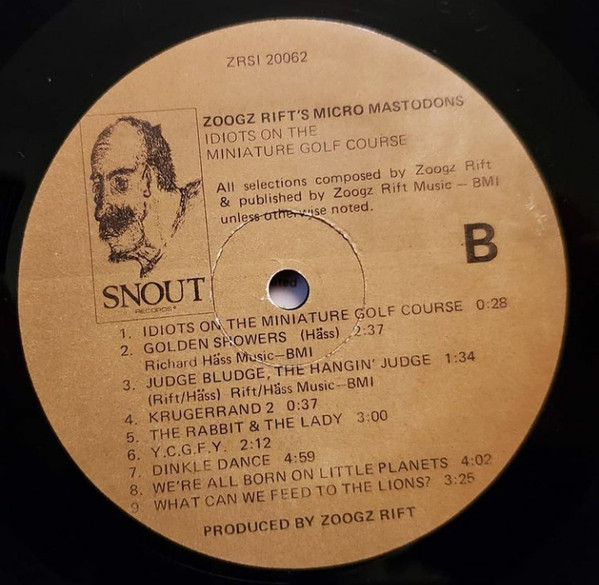 ZRSI 20062
ZOOGZ RIFT'S MICRO MASTODONS
IDIOTS ON THE
MINIATURE GOLF COURSE
All selections composed by Zoogz Rift
& published by Zoogz Rift Music – BMI
unless otherwise noted.
B
SNOUT
RECORDS
1. IDIOTS ON THE MINIATURE GOLF COURSE 0:28
2. GOLDEN SHOWERS (Häss) 2:37
Richard Häss Music–BMI
3. JUDGE BLUDGE, THE HANGIN' JUDGE 1:34
(Rift/Häss) Rift/Häss Music–BMI
4. KRUGERRAND 2 0:37
5. THE RABBIT & THE LADY 3:00
6. Y.C.G.F.Y. 2:12
7. DINKLE DANCE 4:59
8. WE'RE ALL BORN ON LITTLE PLANETS 4:02
9 WHAT CAN WE FEED TO THE LIONS? 3:25
PRODUCED BY ZOOGZ RIFT